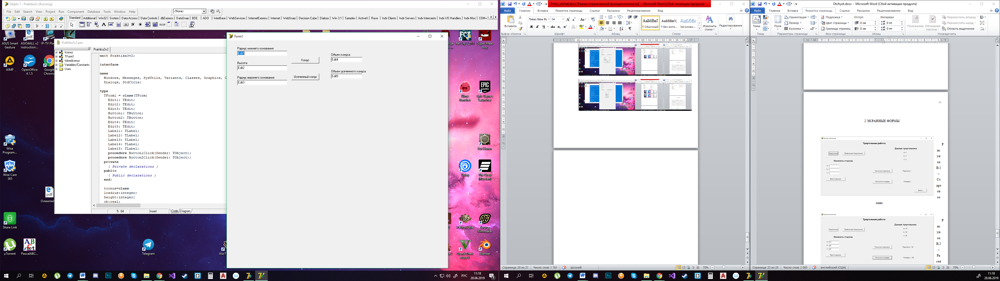 Delphi 7 - Praktika3v [Running]
File Edit Search View Project Run Component Database Tools Window Help
<None>
Standard Additional Win32 System Data Access Data Controls dbExpress DataSnap BDE ADO InterBase WebServices InternetExpress Internet WebSnap Decision Cube Dialogs Win 3.1 Samples ActiveX Rave Indy Clients Indy Servers Indy Intercepts Indy I/O Handlers Indy Misc COM+
ASUS Smart Gesture
ASIO4ALL v2 Instruction...
IP-TV Play
AIMP
OpenOffice 4.1.5
Google Chrome
Wise Program...
Wise Care 365
Олимпий
Share Link
µTorrent
PascalABC...
Telegram
WarT
Far Cry 3_D11
Super Meat Boy
Slime Rancher
Epic Games Launcher
For Honor
Uplay
The Crew (Russian)
Path of Exile
Source Filmmaker
Grand Theft Auto V
Blender
Praktika3v2.pas
tconus
TForm1
tslisedconus
Variables/Constants
Uses
Praktika3v2
unit Praktika3v2;
interface
uses
Windows, Messages, SysUtils, Variants, Classes, Graphics, C
Dialogs, StdCtrls;
type
TForm1 = class(TForm)
Edit1: TEdit;
Edit2: TEdit;
Edit3: TEdit;
Button1: TButton;
Button2: TButton;
Edit4: TEdit;
Edit5: TEdit;
Label1: TLabel;
Label2: TLabel;
Label3: TLabel;
Label4: TLabel;
Label5: TLabel;
procedure Button1Click(Sender: TObject);
procedure Button2Click(Sender: TObject);
private
{ Private declarations }
public
{ Public declarations }
end;
tconus=class
lradius:integer;
height:integer;
ob:real;
5: 64
Insert
Code Diagram
Form1
Радиус нижнего основания
Edit1
Высота
Edit2
Радиус верхнего основания
Edit3
Конус
Усеченный конус
Объем конуса
Edit4
Объем усеченного конуса
Edit5
РУС
11:18
28.06.2019
Polny_otchet.docx [Режим ограниченной функциональности] - Microsoft Word (Сбой активации продукта)
Файл Главная Вставка Разметка страницы Ссылки Рассылки Рецензирование Вид
Вставить
Буфер обмена
Times New Rc 14
Шрифт
Абзац
АаБбВвГ
¶ Обычный
АаБбВвГг,
¶ Без инте...
АаБбВ
Заголово...
Изменить стили
Стили
Редактирование
Страница: 20 из 21
Число слов: 1 761
русский
70%
Otchyot.docx - Microsoft Word (Сбой активации продукта)
Файл Главная Вставка Разметка страницы Ссылки Рассылки Рецензирование Вид
Темы
Поля
Ориентация
Размер
Колонки
Параметры страницы
Подложка
Цвет страницы
Границы страниц
Фон страницы
Отступ
0 см
0 см
Интервал
0 пт
0 пт
Абзац
Положение
Обтекание текстом
Переместить вперед
Переместить назад
Область выделения
Упорядочить
24
2 ЭКРАННЫЕ ФОРМЫ
Треугольная работа
Данные треугольника
Треугольник
Правильный треугольник
Изменить стороны
Ввести данные
Посчитать периметр
Посчитать площадь
Периметр =
Площадь =
Выйти
Р
ис
ун
ок
В.1
–
Ст
арт
ов
ое
окно
Треугольная работа
Данные треугольника
Треугольник
Правильный треугольник
Изменить стороны
Ввести данные
Посчитать периметр
Посчитать площадь
Р
ис
ун
ок
В.2
–
Ра
счё
Страница: 23 из 25
Число слов: 2 083
английский (США)
70%
11:18
28.06.2019